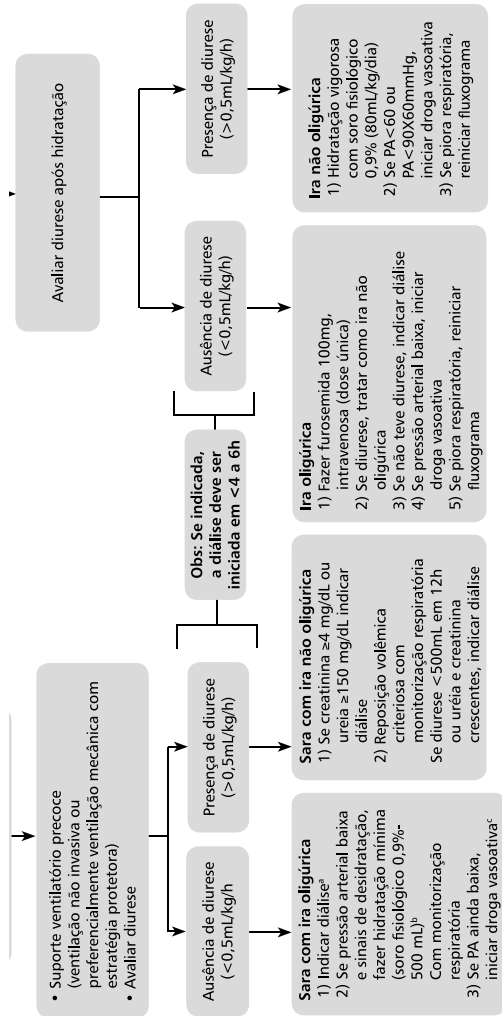 • Suporte ventilatório precoce
(ventilação não invasiva ou
preferencialmente ventilação mecânica com
estratégia protetora)
• Avaliar diurese
Avaliar diurese após hidratação
Ausência de diurese
(<0,5mL/kg/h
Presença de diurese
(>0,5mL/kg/h)
Obs: Se indicada,
a diálise deve ser
iniciada em <4 a 6h
Ausência de diurese
(<0,5mL/kg/h)
Presença de diurese
(>0,5mL/kg/h)
Sara com ira oligúrica
1) Indicar diáliseª
2) Se pressão arterial baixa
e sinais de desidratação,
fazer hidratação mínima
(soro fisiológico 0,9%-
500 mL)ᵇ
Com monitorização
respiratória
3) Se PA ainda baixa,
iniciar droga vasoativaᶜ
Sara com ira não oligúrica
1) Se creatinina ≥4 mg/dL ou
ureia ≥150 mg/dL indicar
diálise
2) Reposição volêmica
criteriosa com
monitorização respiratória
Se diurese <500mL em 12h
ou uréia e creatinina
crescentes, indicar diálise
Ira oligúrica
1) Fazer furosemida 100mg,
intravenosa (dose única)
2) Se diurese, tratar como ira não
oligúrica
3) Se não teve diurese, indicar diálise
4) Se pressão arterial baixa, iniciar
droga vasoativa
5) Se piora respiratória, reiniciar
fluxograma
Ira não oligúrica
1) Hidratação vigorosa
com soro fisiológico
0,9% (80mL/kg/dia)
2) Se PA<60 ou
PA<90X60mmHg,
iniciar droga vasoativa
3) Se piora respiratória,
reiniciar fluxograma